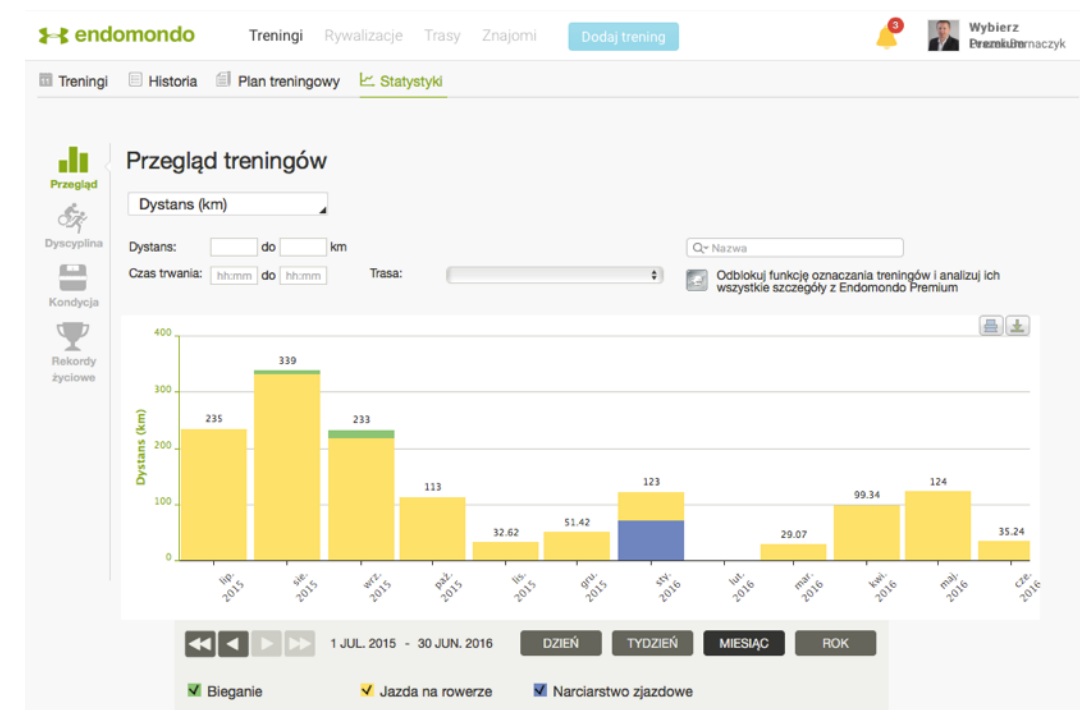 endomondo
Treningi Rywalizacje Trasy Znajomi Dodaj trening
3
Wybierz
Premium
11 Treningi Historia Plan treningowy Statystyki
Przegląd
Dyscyplina
Kondycja
Rekordy
życiowe
Przegląd treningów
Dystans (km)
Dystans: do km Nazwa
Czas trwania: hh:mm do hh:mm Trasa:
Odblokuj funkcję oznaczania treningów i analizuj ich
wszystkie szczegóły z Endomondo Premium
Dystans (km)
400
300
200
100
0
235 339 233 113 32.62 51.42 123 29.07 99.34 124 35.24
lip. 2015
sie. 2015
wrz. 2015
paź. 2015
lis. 2015
gru. 2015
sty. 2016
lut. 2016
mar. 2016
kwi. 2016
maj. 2016
cze. 2016
1 JUL. 2015 - 30 JUN. 2016 DZIEŃ TYDZIEŃ MIESIĄC ROK
Bieganie Jazda na rowerze Narciarstwo zjazdowe